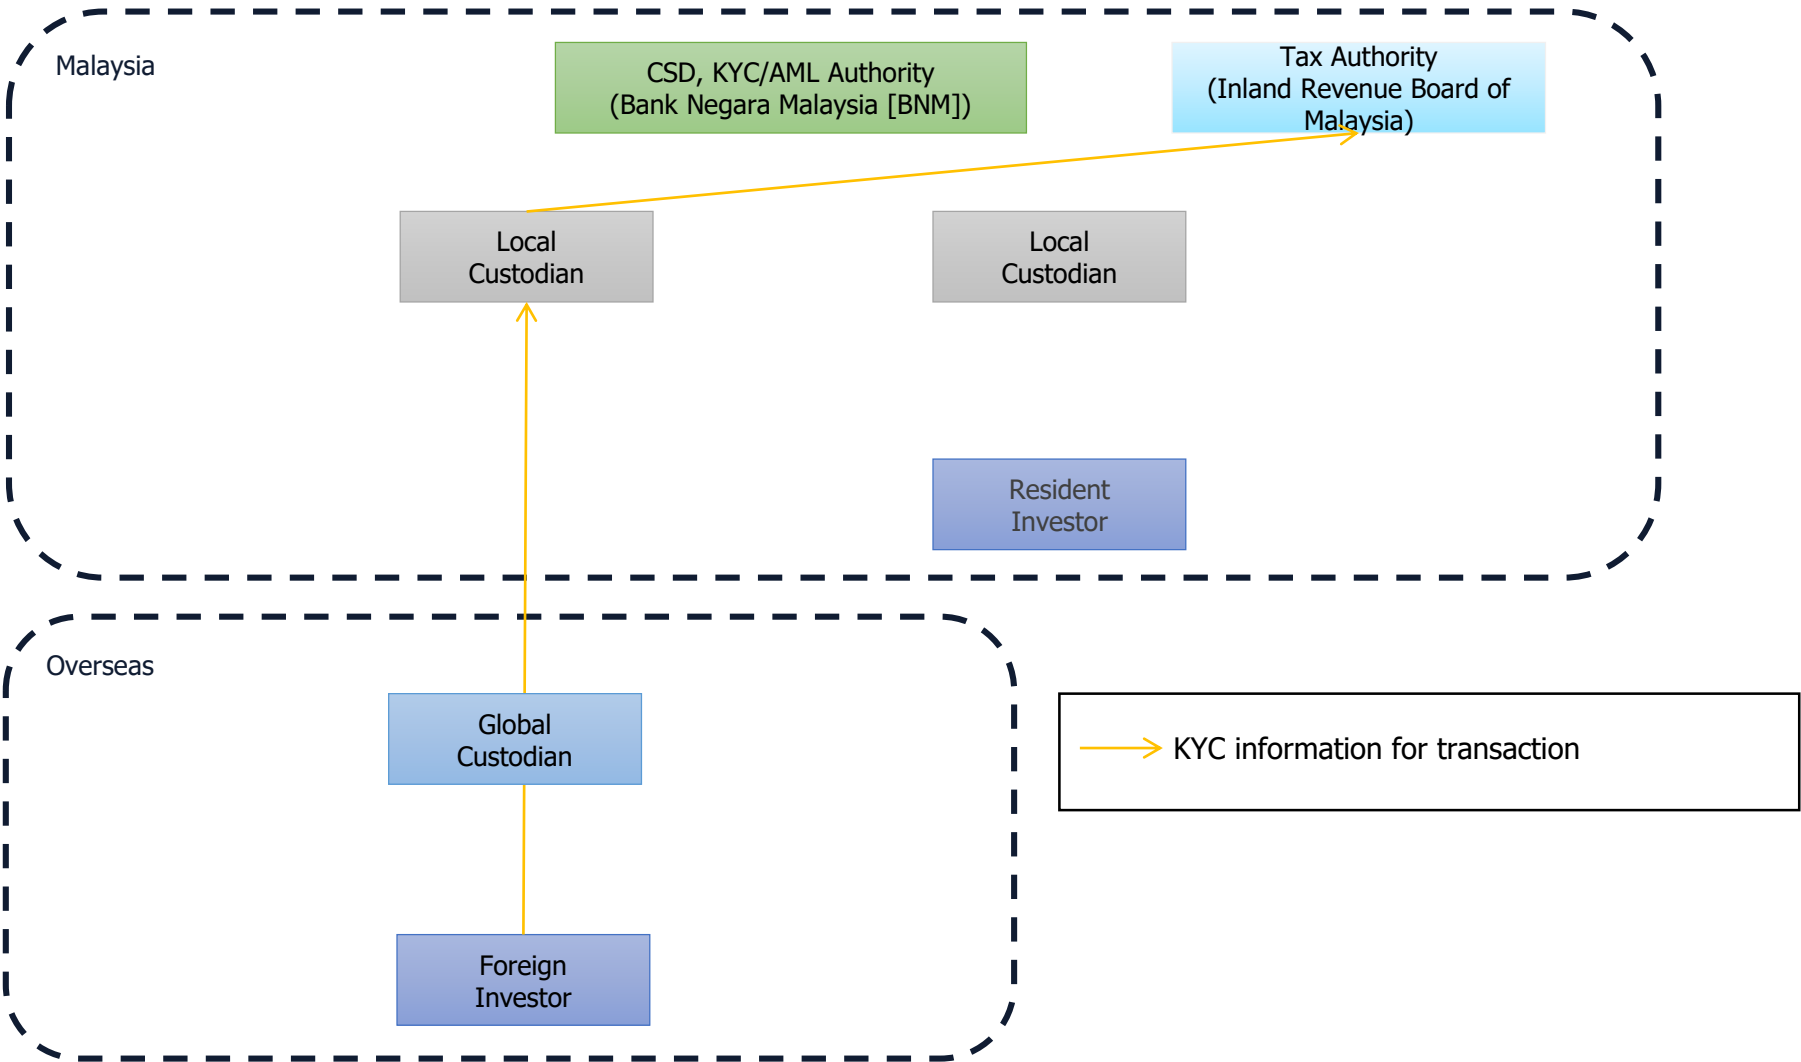 Malaysia
CSD, KYC/AML Authority
(Bank Negara Malaysia [BNM])
Tax Authority
(Inland Revenue Board of
Malaysia)
Local
Custodian
Local
Custodian
Resident
Investor
Overseas
Global
Custodian
KYC information for transaction
Foreign
Investor